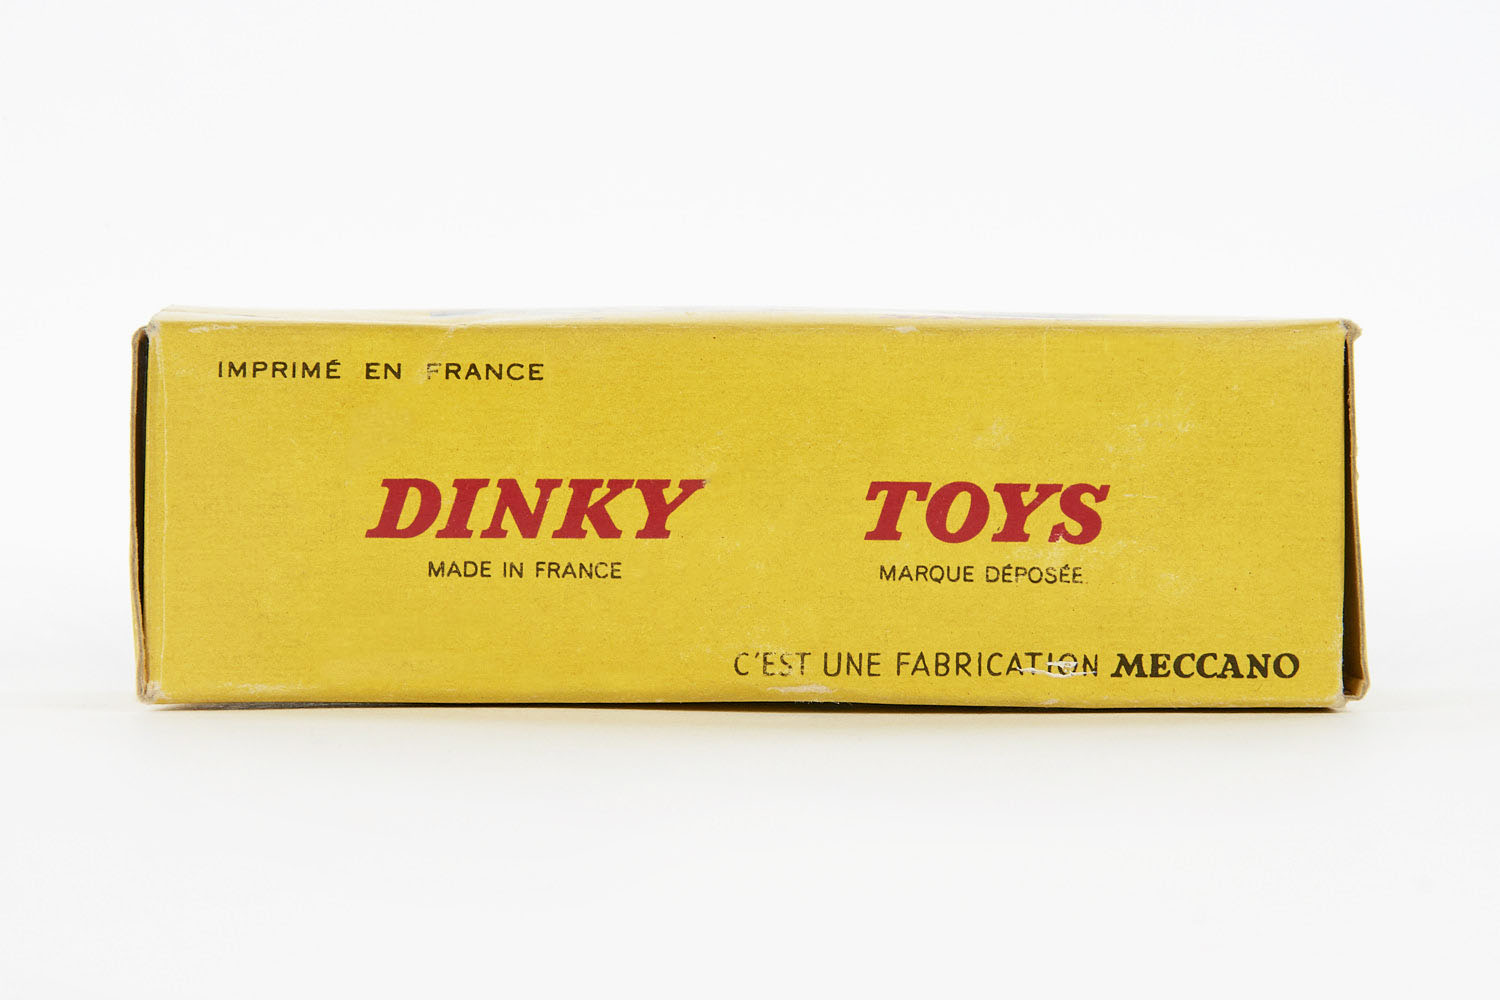 IMPRIMÉ EN FRANCE
DINKY TOYS
MADE IN FRANCE MARQUE DÉPOSÉE
C'EST UNE FABRICATION MECCANO